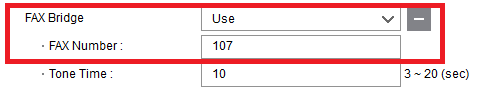 FAX Bridge Use
· FAX Number : 107
· Tone Time : 10 3 ~ 20 (sec)